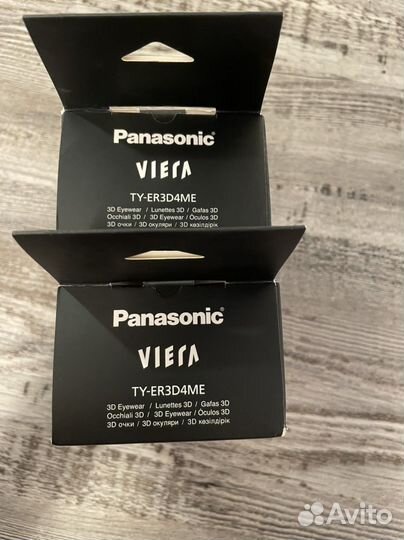 Panasonic
VIErA
TY-ER3D4ME
3D Eyewear / Lunettes 3D / Gafas 3D
Occhiali 3D / 3D Eyewear / Óculos 3D
3D очки / 3D окуляри / 3D көзілдірік
Panasonic
VIErA
TY-ER3D4ME
3D Eyewear / Lunettes 3D / Gafas 3D
Occhiali 3D / 3D Eyewear / Óculos 3D
3D очки / 3D окуляри / 3D көзілдірік
Avito